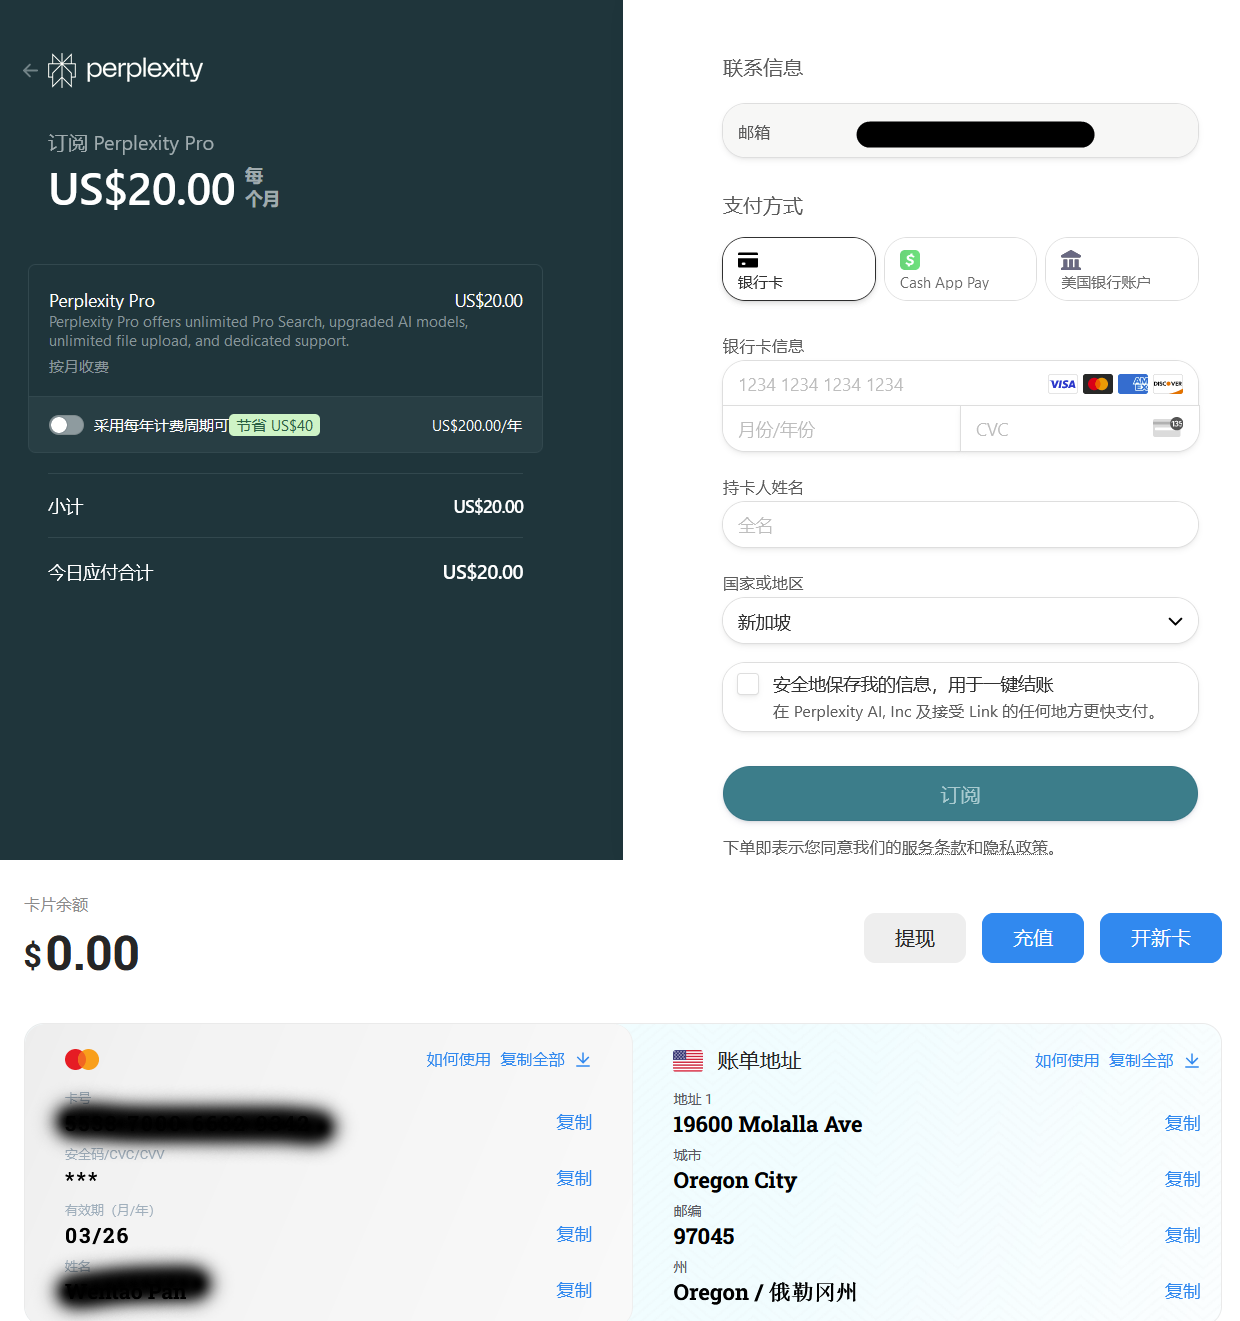 perplexity
订阅 Perplexity Pro
US$20.00 每个月
Perplexity Pro US$20.00
Perplexity Pro offers unlimited Pro Search, upgraded AI models,
unlimited file upload, and dedicated support.
按月收费
采用每年计费周期可 节省 US$40 US$200.00/年
小计 US$20.00
今日应付合计 US$20.00
联系信息
邮箱
支付方式
银行卡
Cash App Pay
美国银行账户
银行卡信息
1234 1234 1234 1234 VISA AMEX DISCOVER
月份/年份 CVC 135
持卡人姓名
全名
国家或地区
新加坡
安全地保存我的信息，用于一键结账
在 Perplexity AI, Inc 及接受 Link 的任何地方更快支付。
订阅
下单即表示您同意我们的服务条款和隐私政策。
卡片余额
$0.00
提现 充值 开新卡
如何使用 复制全部
卡号
复制
安全码/CVC/CVV
*** 复制
有效期（月/年）
03/26 复制
姓名
复制
账单地址 如何使用 复制全部
地址 1
19600 Molalla Ave 复制
城市
Oregon City 复制
邮编
97045 复制
州
Oregon / 俄勒冈州 复制